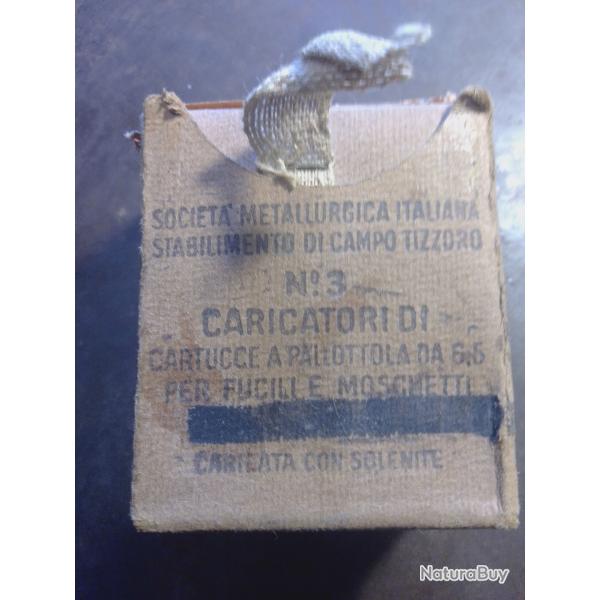 SOCIETA' METALLURGICA ITALIANA
STABILIMENTO DI CAMPO TIZZORO
Nº.3
CARICATORI DI
CARTUCCE A PALLOTTOLA DA 6,5
PER FUCILI E MOSCHETTI
CARICATA CON SOLENITE
NaturaBuy